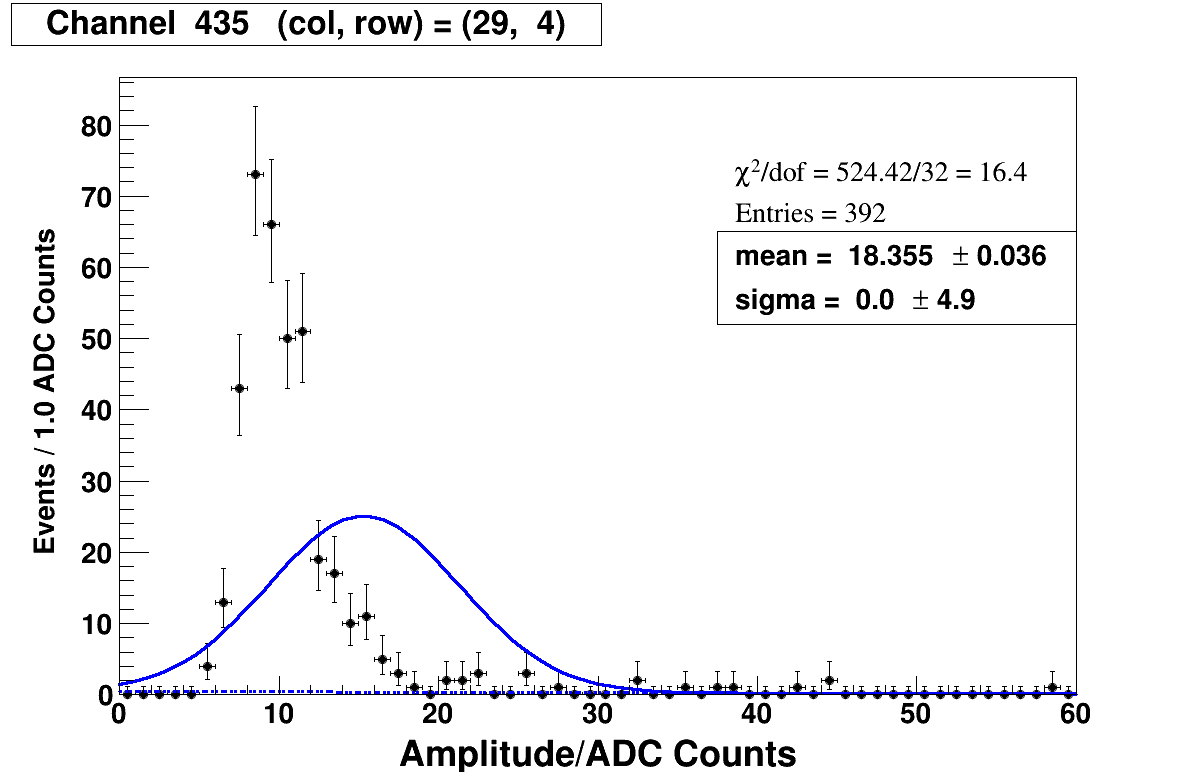 Channel 435 (col, row) = (29, 4)
χ²/dof = 524.42/32 = 16.4
Entries = 392
mean = 18.355 ± 0.036
sigma = 0.0 ± 4.9
Events / 1.0 ADC Counts
80
70
60
50
40
30
20
10
0
0 10 20 30 40 50 60
Amplitude/ADC Counts